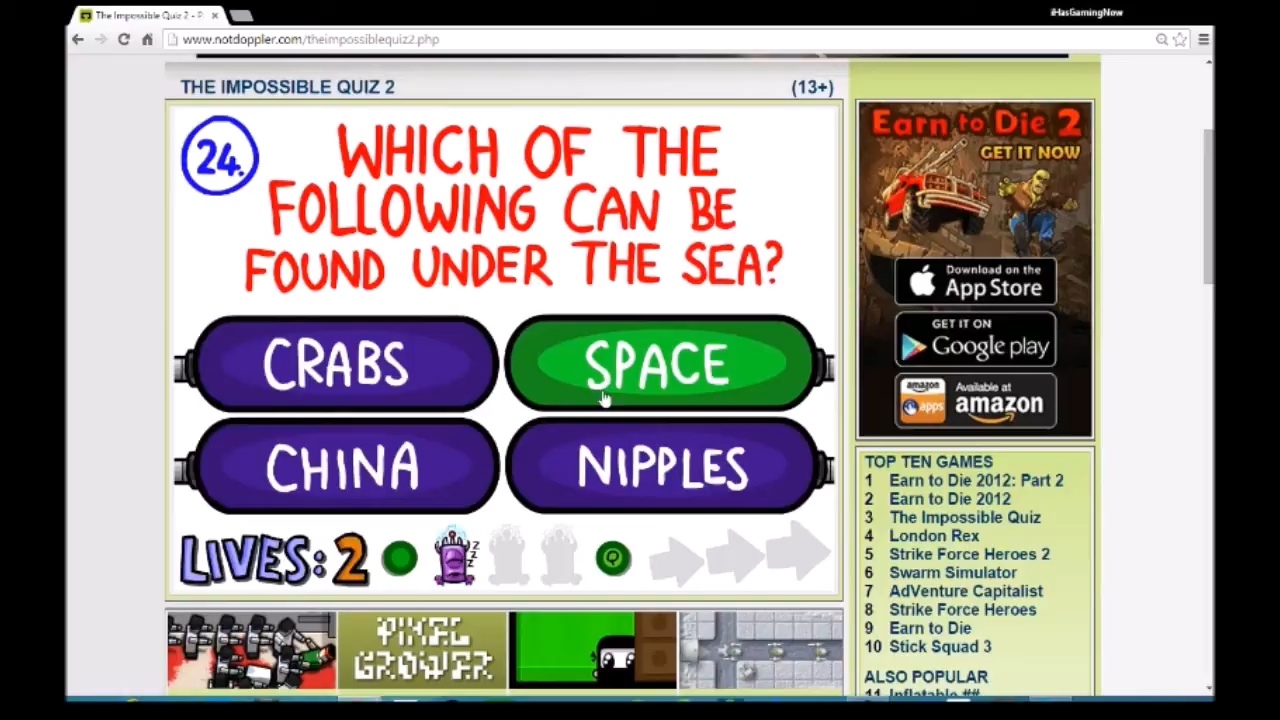 The Impossible Quiz 2 - P
iHasGamingNow
www.notdoppler.com/theimpossiblequiz2.php
THE IMPOSSIBLE QUIZ 2
(13+)
24.
WHICH OF THE
FOLLOWING CAN BE
FOUND UNDER THE SEA?
CRABS
SPACE
CHINA
NIPPLES
LIVES: 2
zzz
Q
PIXEL
GROWER
Earn to Die 2
GET IT NOW
Download on the
App Store
GET IT ON
Google play
amazon
apps
Available at
amazon
TOP TEN GAMES
1 Earn to Die 2012: Part 2
2 Earn to Die 2012
3 The Impossible Quiz
4 London Rex
5 Strike Force Heroes 2
6 Swarm Simulator
7 AdVenture Capitalist
8 Strike Force Heroes
9 Earn to Die
10 Stick Squad 3
ALSO POPULAR
11 Inflatable ##